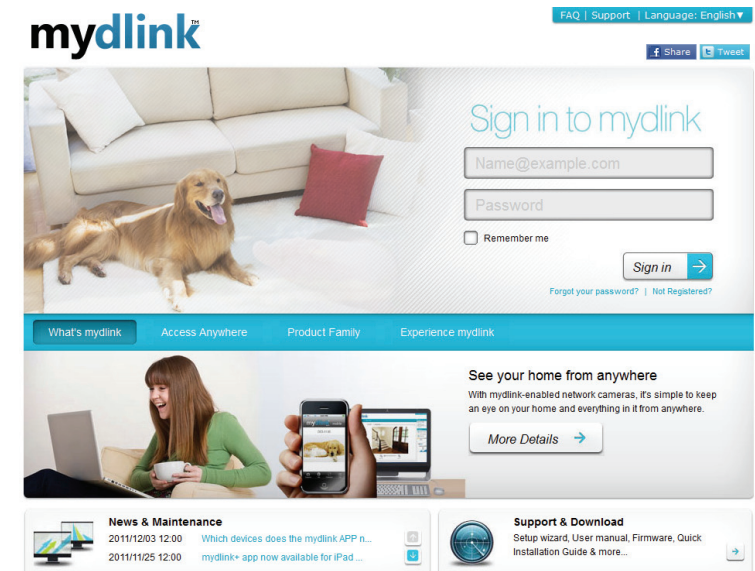 mydlink™
FAQ | Support | Language: English▼
Share
Tweet
Sign in to mydlink
Name@example.com
Password
Remember me
Sign in
Forgot your password? | Not Registered?
What's mydlink
Access Anywhere
Product Family
Experience mydlink
See your home from anywhere
With mydlink-enabled network cameras, it's simple to keep
an eye on your home and everything in it from anywhere.
More Details
News & Maintenance
2011/12/03 12:00 Which devices does the mydlink APP n...
2011/11/25 12:00 mydlink+ app now available for iPad ...
Support & Download
Setup wizard, User manual, Firmware, Quick
Installation Guide & more...